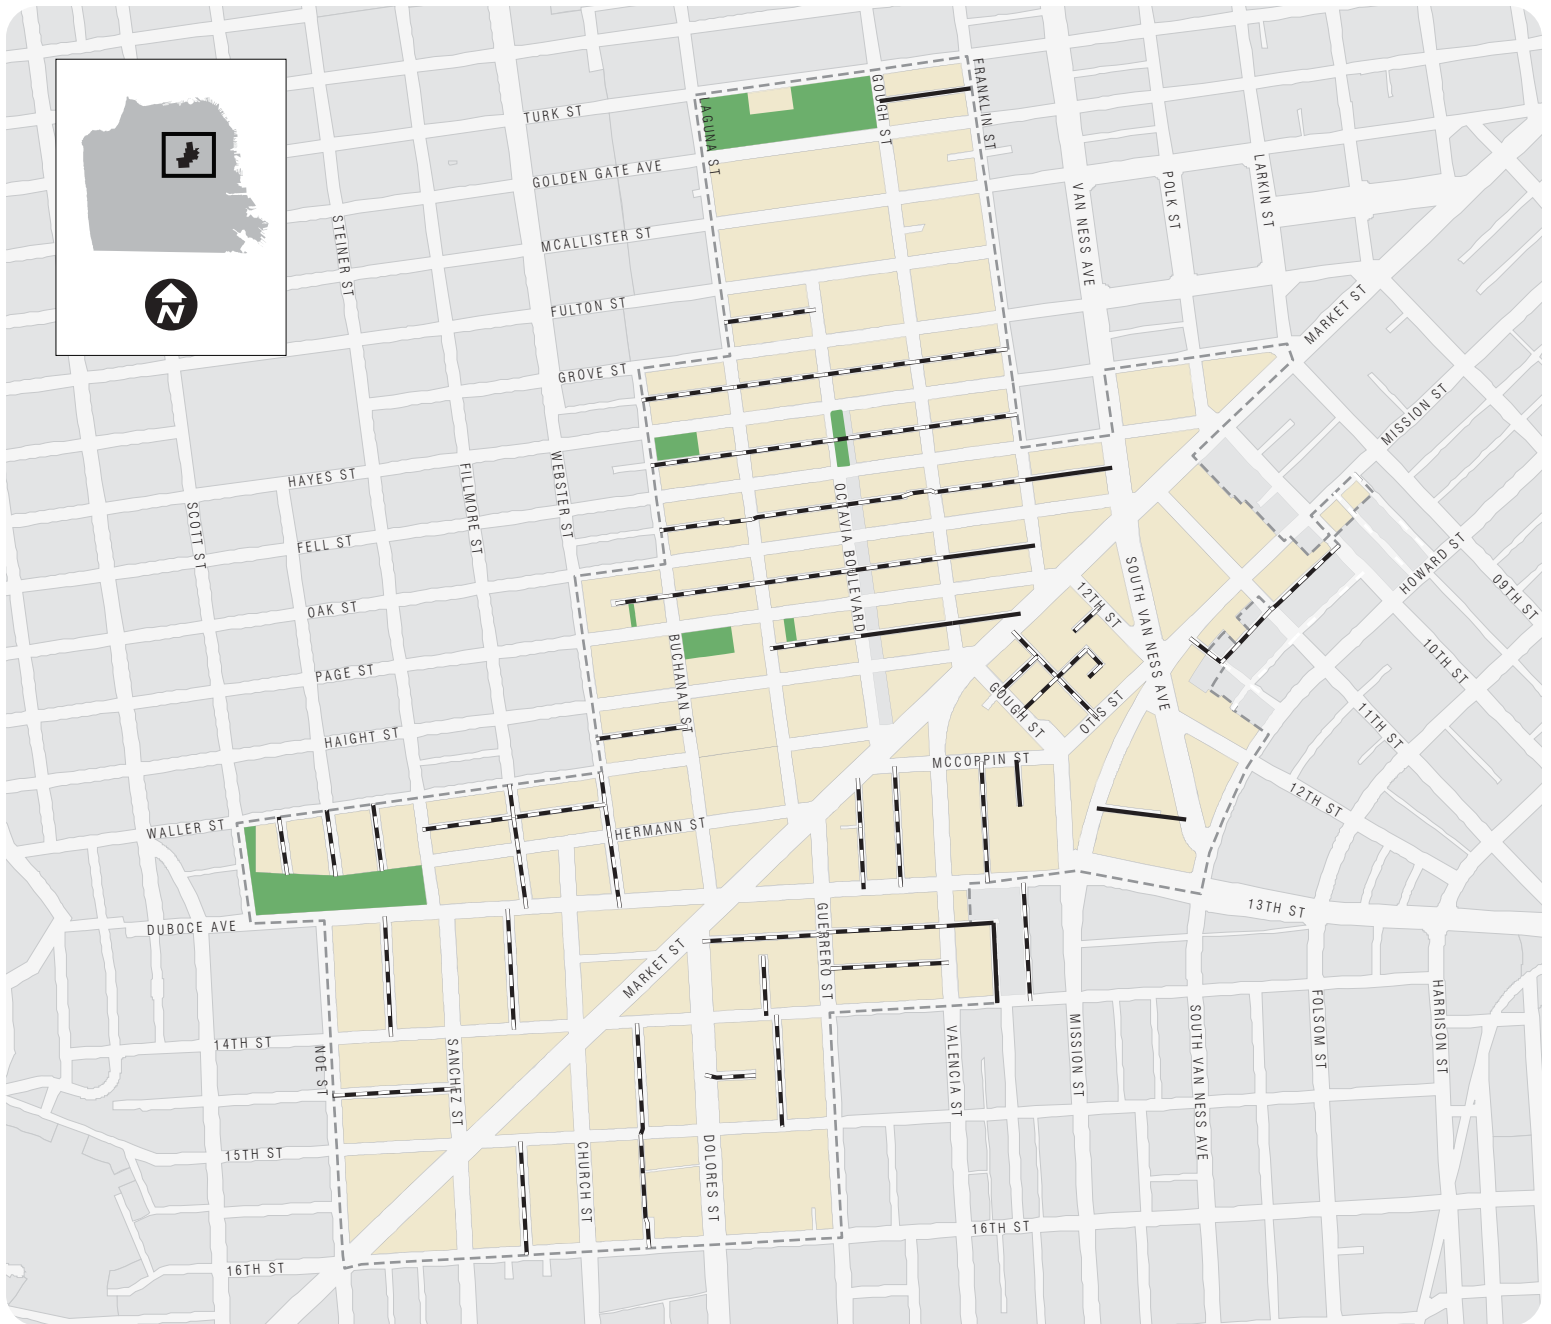 TURK ST
LAGUNA ST
GOUGH ST
FRANKLIN ST
GOLDEN GATE AVE
VAN NESS AVE
POLK ST
LARKIN ST
STEINER ST
MCALLISTER ST
FULTON ST
N
MARKET ST
GROVE ST
MISSION ST
HAYES ST
FILLMORE ST
WEBSTER ST
SCOTT ST
FELL ST
OCTAVIA BOULEVARD
SOUTH VAN NESS AVE
HOWARD ST
09TH ST
12TH ST
OAK ST
BUCHANAN ST
10TH ST
PAGE ST
GOUGH ST
OTIS ST
11TH ST
HAIGHT ST
MCCOPPIN ST
12TH ST
WALLER ST
HERMANN ST
DUBOCE AVE
GUERRERO ST
13TH ST
MARKET ST
14TH ST
NOE ST
SANCHEZ ST
VALENCIA ST
MISSION ST
SOUTH VAN NESS AVE
FOLSOM ST
HARRISON ST
15TH ST
CHURCH ST
DOLORES ST
16TH ST
16TH ST